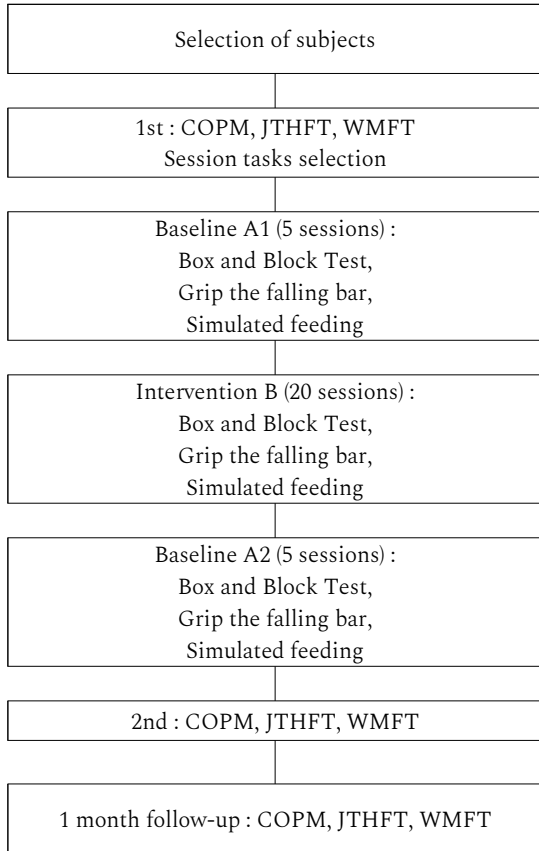 Selection of subjects
1st : COPM, JTHFT, WMFT
Session tasks selection
Baseline A1 (5 sessions) :
Box and Block Test,
Grip the falling bar,
Simulated feeding
Intervention B (20 sessions) :
Box and Block Test,
Grip the falling bar,
Simulated feeding
Baseline A2 (5 sessions) :
Box and Block Test,
Grip the falling bar,
Simulated feeding
2nd : COPM, JTHFT, WMFT
1 month follow-up : COPM, JTHFT, WMFT